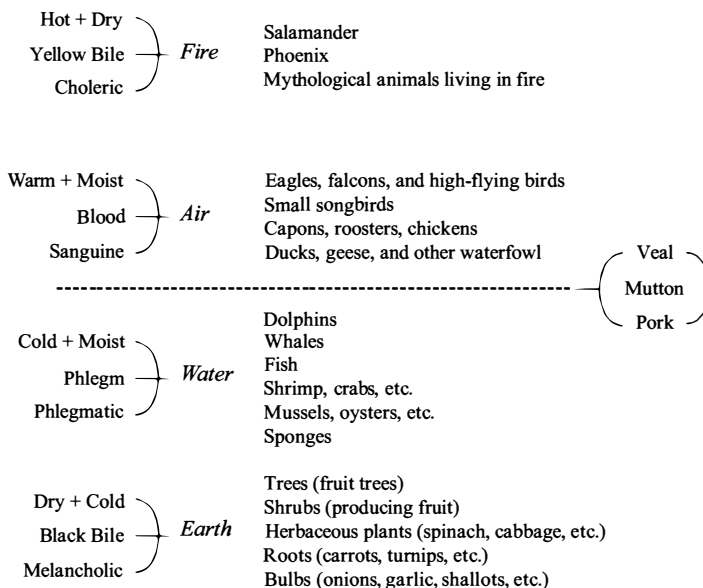 Hot + Dry
Yellow Bile
Choleric
Fire
Salamander
Phoenix
Mythological animals living in fire
Warm + Moist
Blood
Sanguine
Air
Eagles, falcons, and high-flying birds
Small songbirds
Capons, roosters, chickens
Ducks, geese, and other waterfowl
Veal
Mutton
Pork
Cold + Moist
Phlegm
Phlegmatic
Water
Dolphins
Whales
Fish
Shrimp, crabs, etc.
Mussels, oysters, etc.
Sponges
Dry + Cold
Black Bile
Melancholic
Earth
Trees (fruit trees)
Shrubs (producing fruit)
Herbaceous plants (spinach, cabbage, etc.)
Roots (carrots, turnips, etc.)
Bulbs (onions, garlic, shallots, etc.)